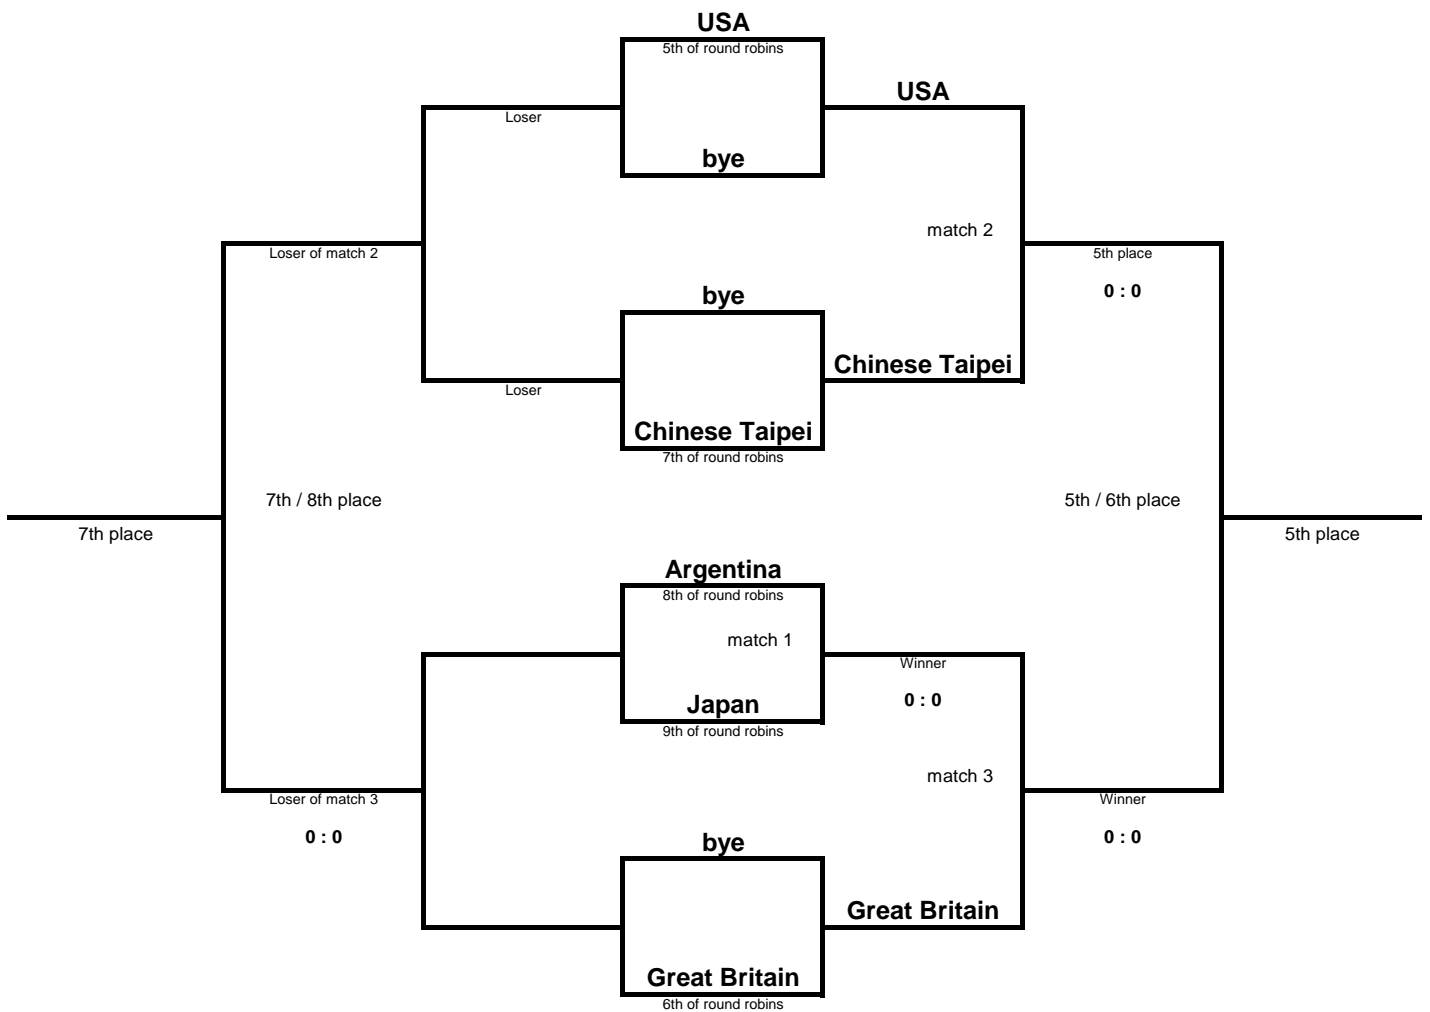 USA
5th of round robins
USA
Loser
bye
match 2
Loser of match 2
5th place
0 : 0
bye
Chinese Taipei
Loser
Chinese Taipei
7th of round robins
7th / 8th place
5th / 6th place
7th place
5th place
Argentina
8th of round robins
match 1
Winner
Japan
0 : 0
9th of round robins
match 3
Loser of match 3
Winner
0 : 0
0 : 0
bye
Great Britain
Great Britain
6th of round robins